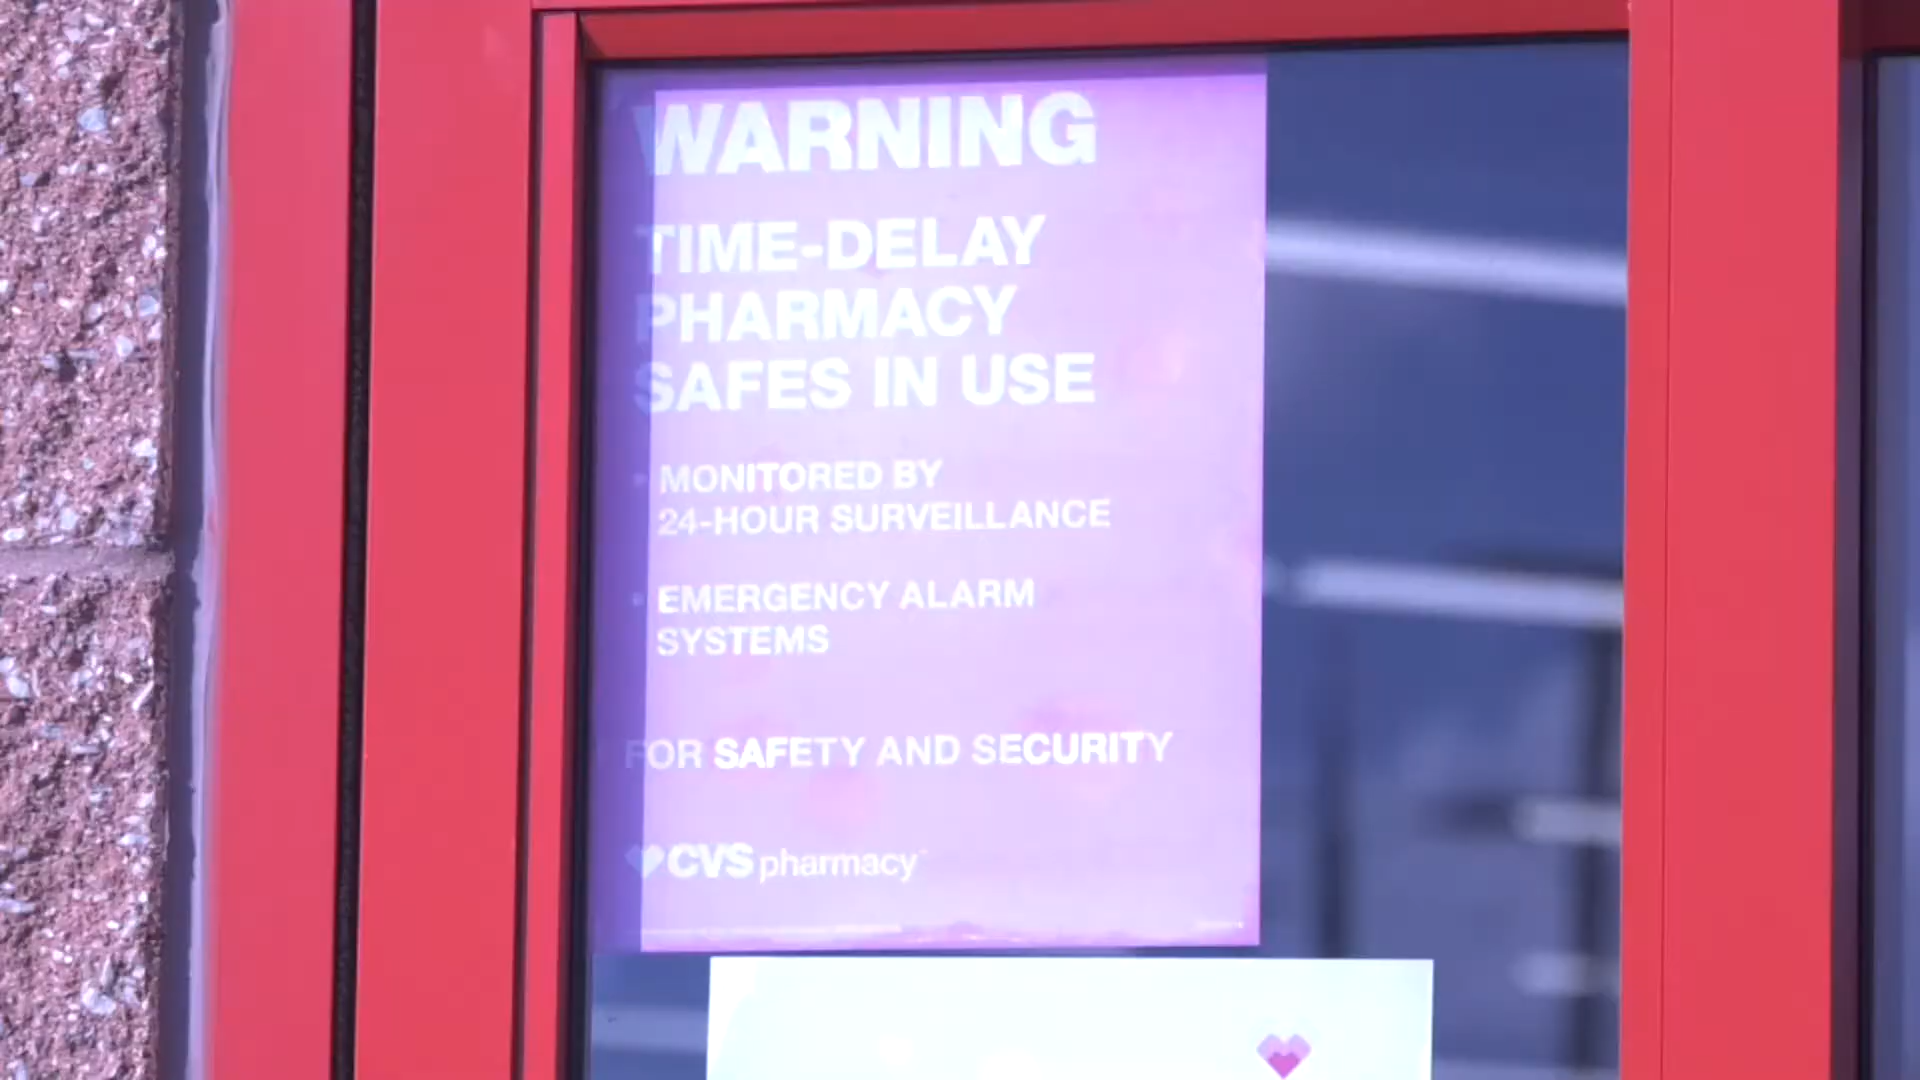 WARNING
TIME-DELAY
PHARMACY
SAFES IN USE
• MONITORED BY
24-HOUR SURVEILLANCE
• EMERGENCY ALARM
SYSTEMS
FOR SAFETY AND SECURITY
CVS pharmacy